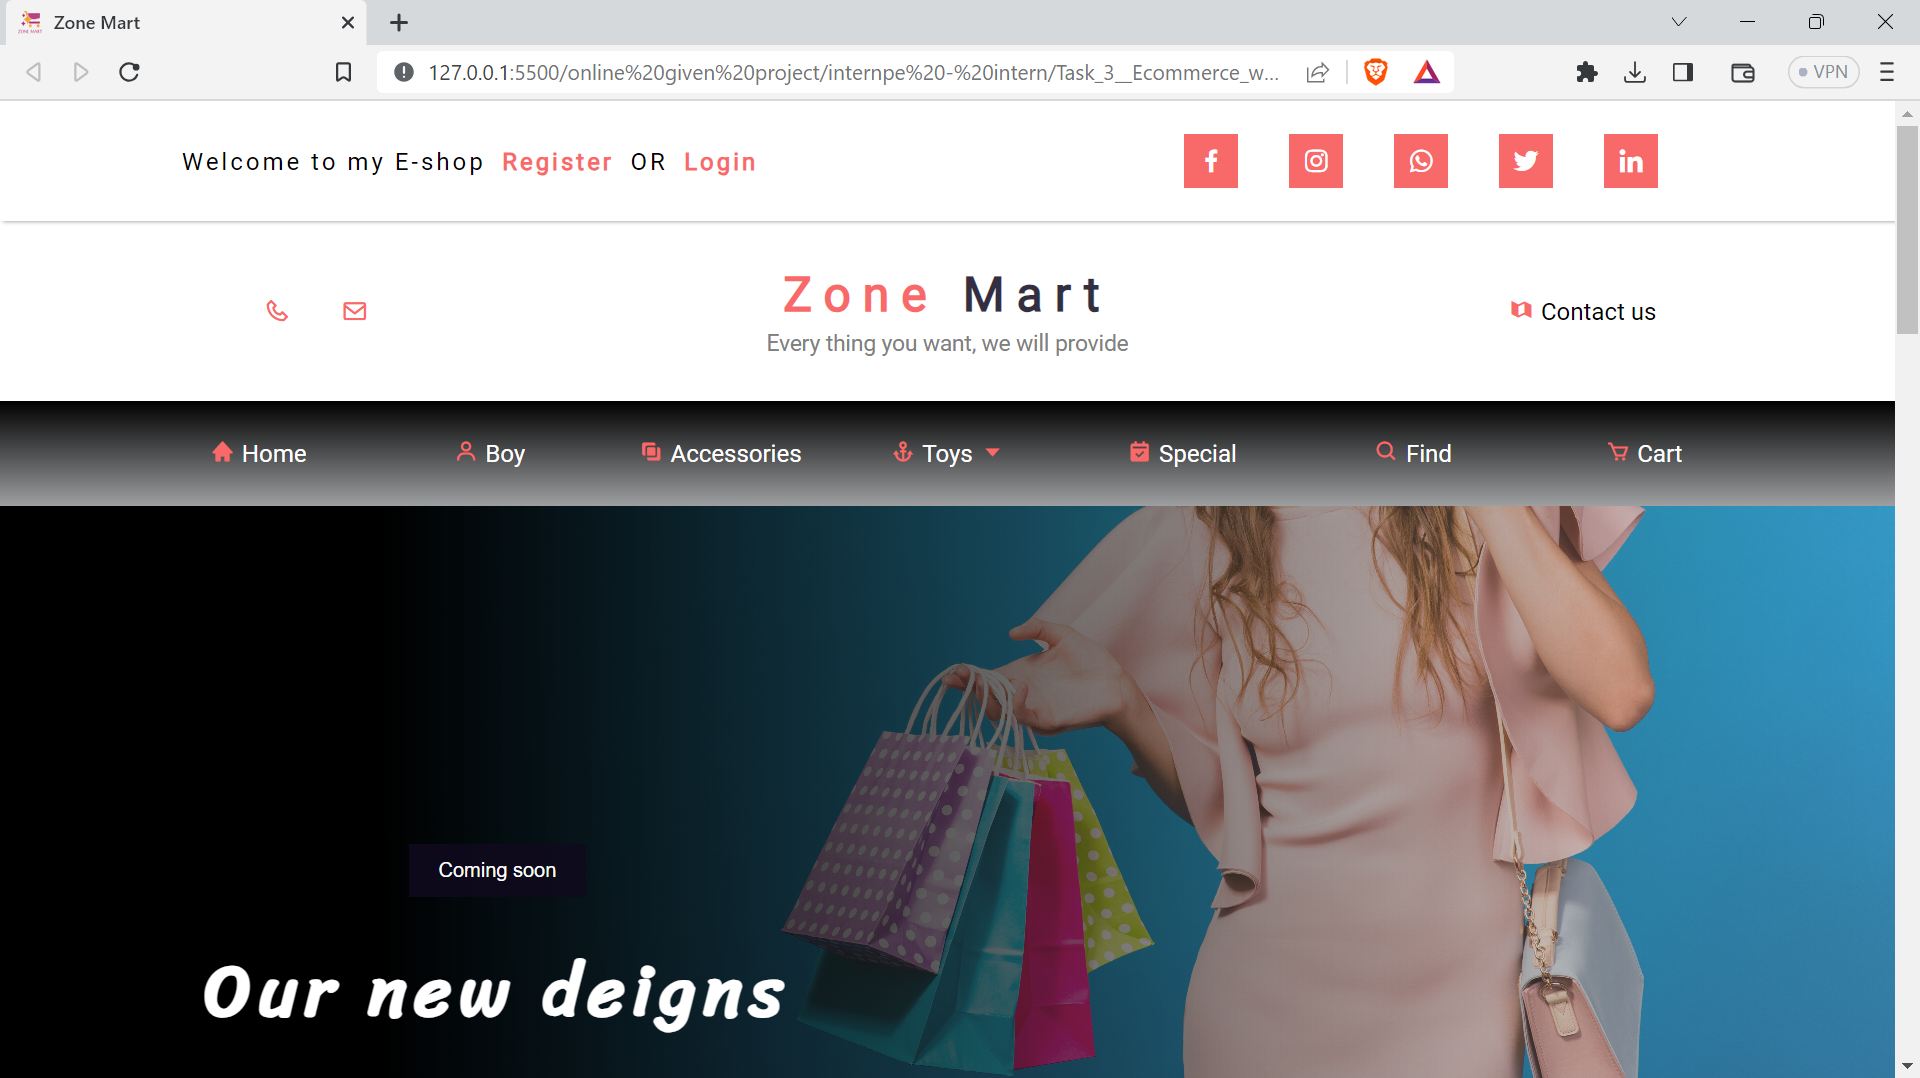 Zone Mart
127.0.0.1:5500/online%20given%20project/internpe%20-%20intern/Task_3__Ecommerce_w...
VPN
Welcome to my E-shop Register OR Login
Zone Mart
Every thing you want, we will provide
Contact us
Home Boy Accessories Toys Special Find Cart
Coming soon
Our new deigns